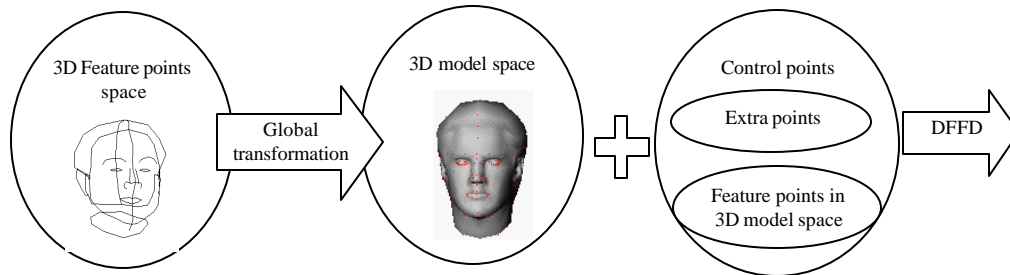 3D Feature points
space
Global
transformation
3D model space
Control points
Extra points
Feature points in
3D model space
DFFD